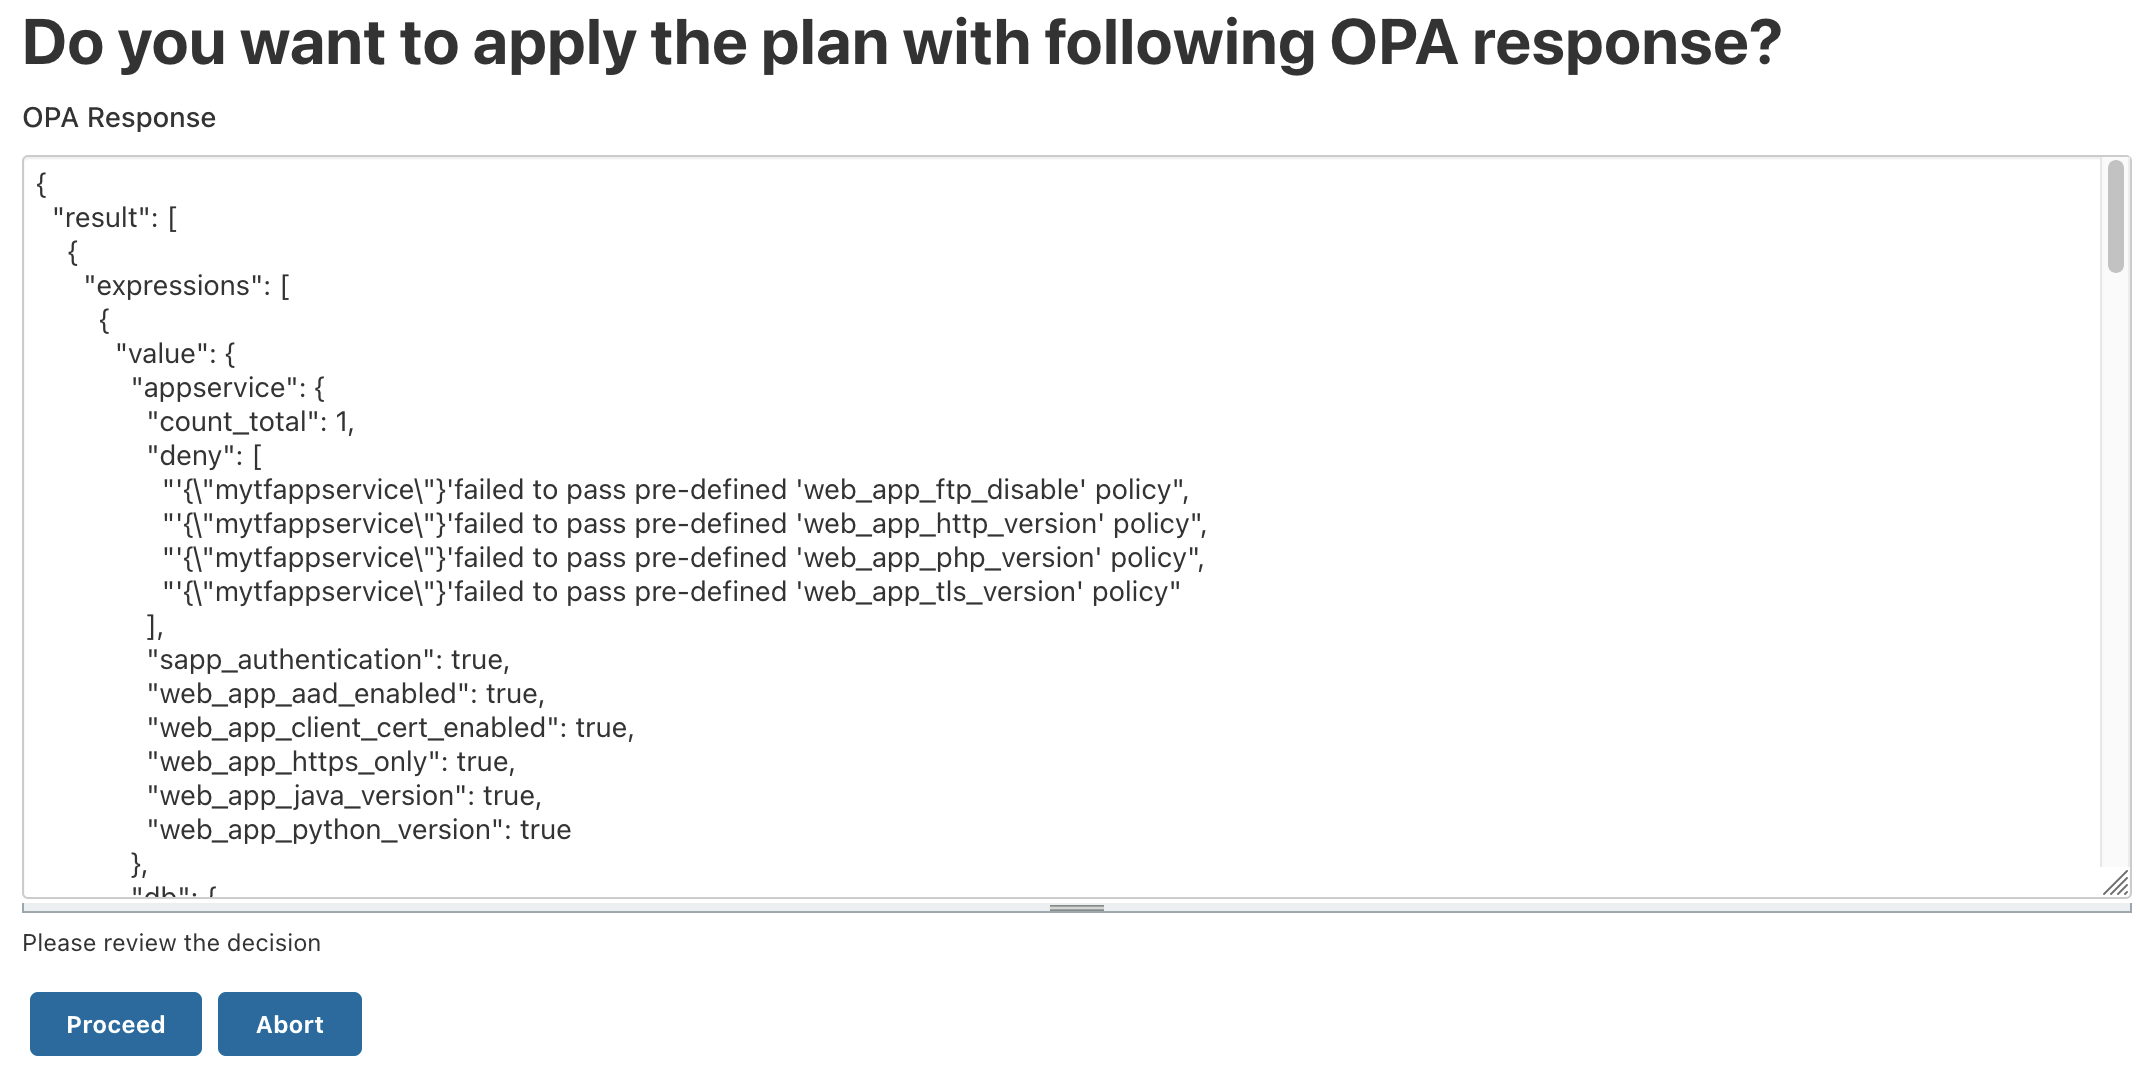 Do you want to apply the plan with following OPA response?
OPA Response
{
"result": [
{
"expressions": [
{
"value": {
"appservice": {
"count_total": 1,
"deny": [
"'{\"mytfappservice\"}'failed to pass pre-defined 'web_app_ftp_disable' policy",
"'{\"mytfappservice\"}'failed to pass pre-defined 'web_app_http_version' policy",
"'{\"mytfappservice\"}'failed to pass pre-defined 'web_app_php_version' policy",
"'{\"mytfappservice\"}'failed to pass pre-defined 'web_app_tls_version' policy"
],
"sapp_authentication": true,
"web_app_aad_enabled": true,
"web_app_client_cert_enabled": true,
"web_app_https_only": true,
"web_app_java_version": true,
"web_app_python_version": true
},
"db": {
Please review the decision
Proceed
Abort